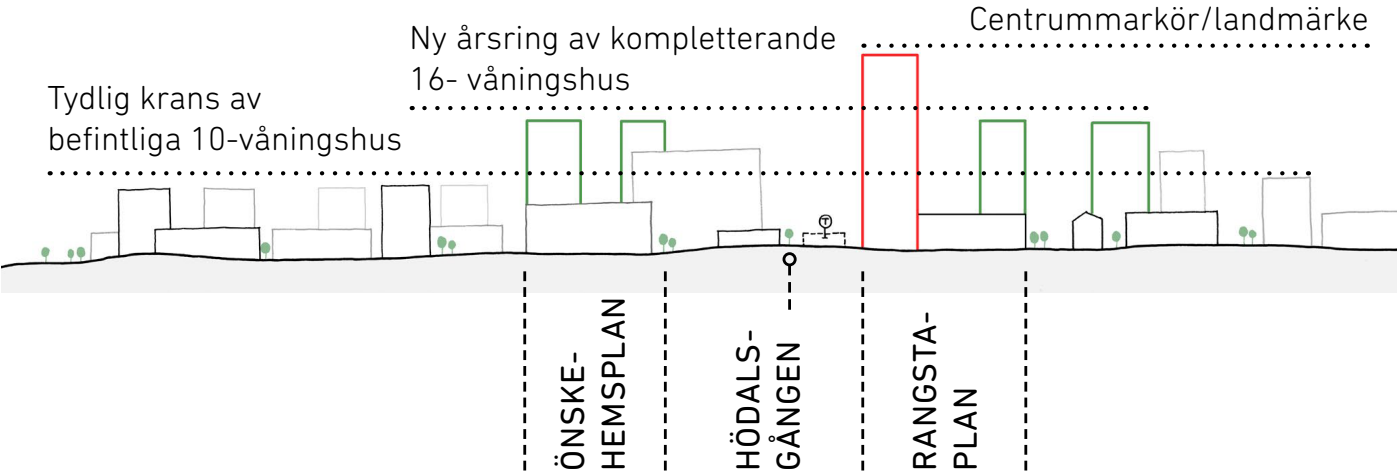 Centrummarkör/landmärke
Ny årsring av kompletterande
16- våningshus
Tydlig krans av
befintliga 10-våningshus
T
ÖNSKE-
HEMSPLAN
HÖDALS-
GÅNGEN
RANGSTA-
PLAN